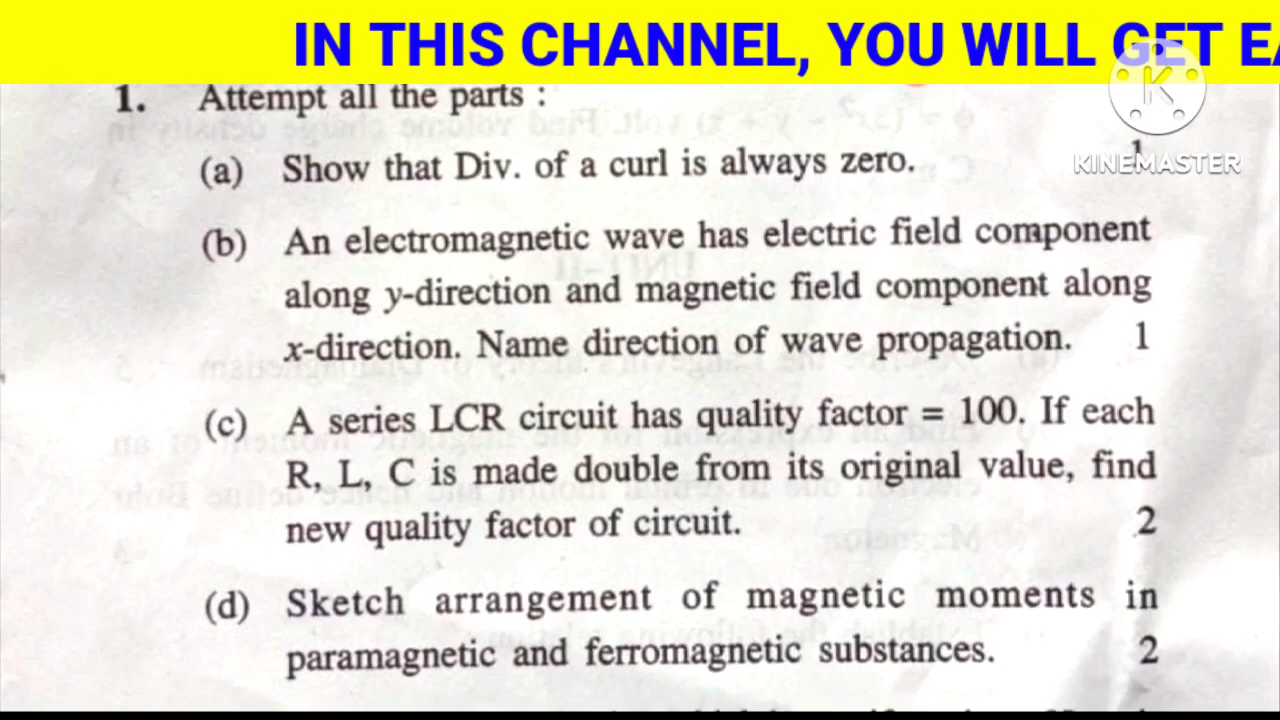 IN THIS CHANNEL, YOU WILL GET
K
KINEMASTER
1. Attempt all the parts :
(a) Show that Div. of a curl is always zero. 1
(b) An electromagnetic wave has electric field component
along y-direction and magnetic field component along
x-direction. Name direction of wave propagation. 1
(c) A series LCR circuit has quality factor = 100. If each
R, L, C is made double from its original value, find
new quality factor of circuit. 2
(d) Sketch arrangement of magnetic moments in
paramagnetic and ferromagnetic substances. 2